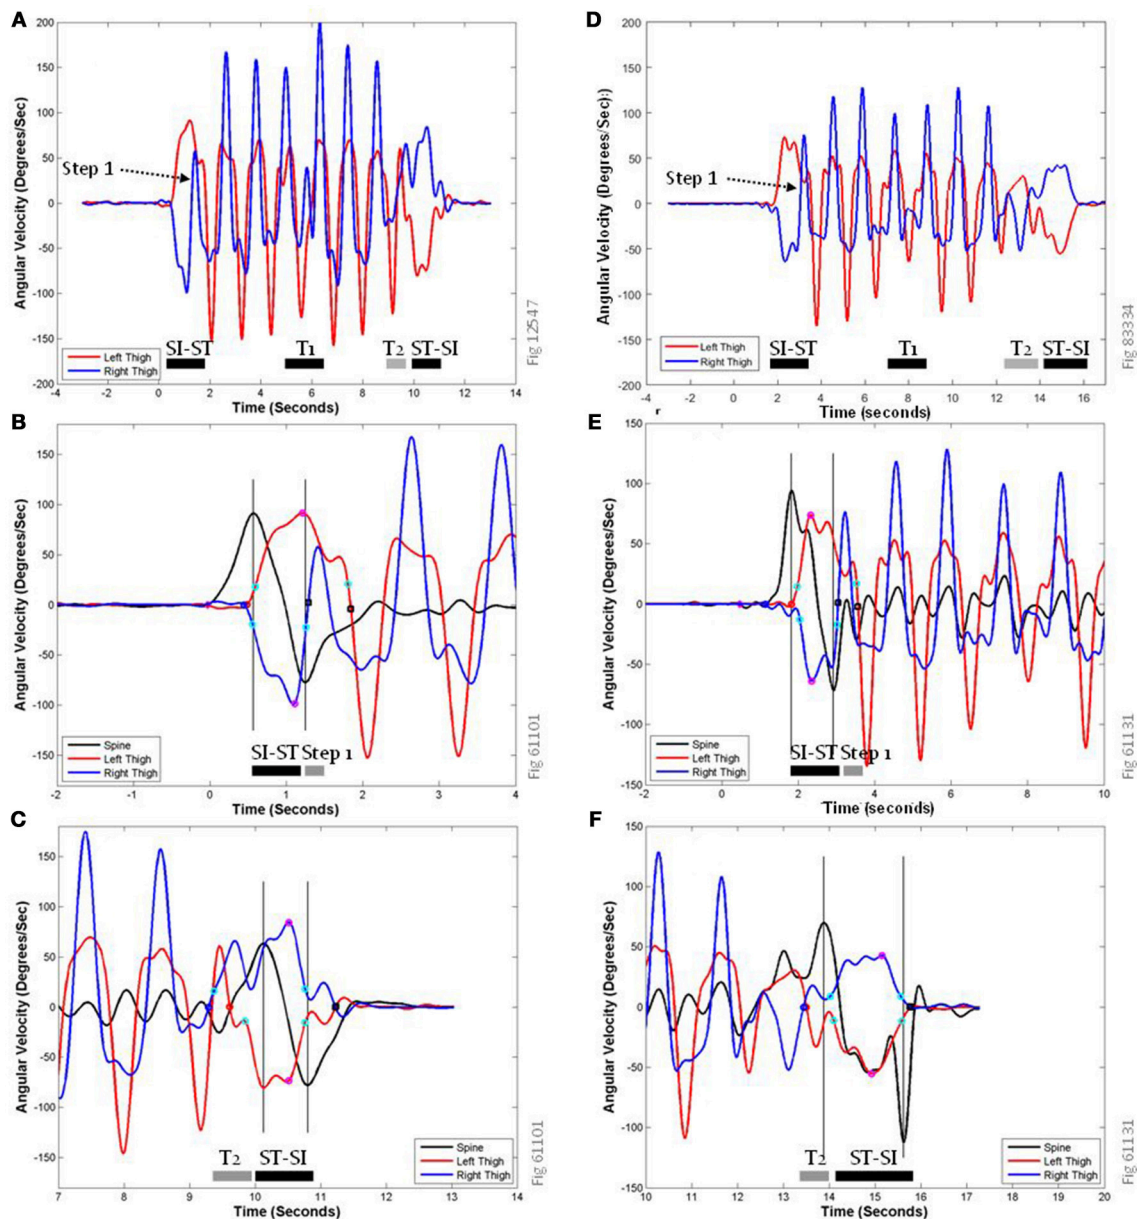 A
Angular Velocity (Degrees/Sec)
200
150
100
50
0
-50
-100
-150
-200
Step 1
SI-ST
T1
T2
ST-SI
Left Thigh
Right Thigh
-4 -2 0 2 4 6 8 10 12 14
Time (Seconds)
Fig 12547
D
Angular Velocity (Degrees/Sec):)
200
150
100
50
0
-50
-100
-150
-200
Step 1
SI-ST
T1
T2
ST-SI
Left Thigh
Right Thigh
-4 -2 0 2 4 6 8 10 12 14 16
Time (seconds)
Fig 83334
B
Angular Velocity (Degrees/Sec)
150
100
50
0
-50
-100
-150
SI-ST Step 1
Spine
Left Thigh
Right Thigh
-2 -1 0 1 2 3 4
Time (Seconds)
Fig 61101
E
Angular Velocity (Degrees/Sec)
150
100
50
0
-50
-100
-150
SI-ST Step 1
Spine
Left Thigh
Right Thigh
-2 0 2 4 6 8 10
Time (seconds)
Fig 61131
C
Angular Velocity (Degrees/Sec)
150
100
50
0
-50
-100
-150
T2 ST-SI
Spine
Left Thigh
Right Thigh
7 8 9 10 11 12 13 14
Time (Seconds)
Fig 61101
F
Angular Velocity (Degrees/Sec)
150
100
50
0
-50
-100
-150
T2 ST-SI
Spine
Left Thigh
Right Thigh
10 11 12 13 14 15 16 17 18 19 20
Time (Seconds)
Fig 61131